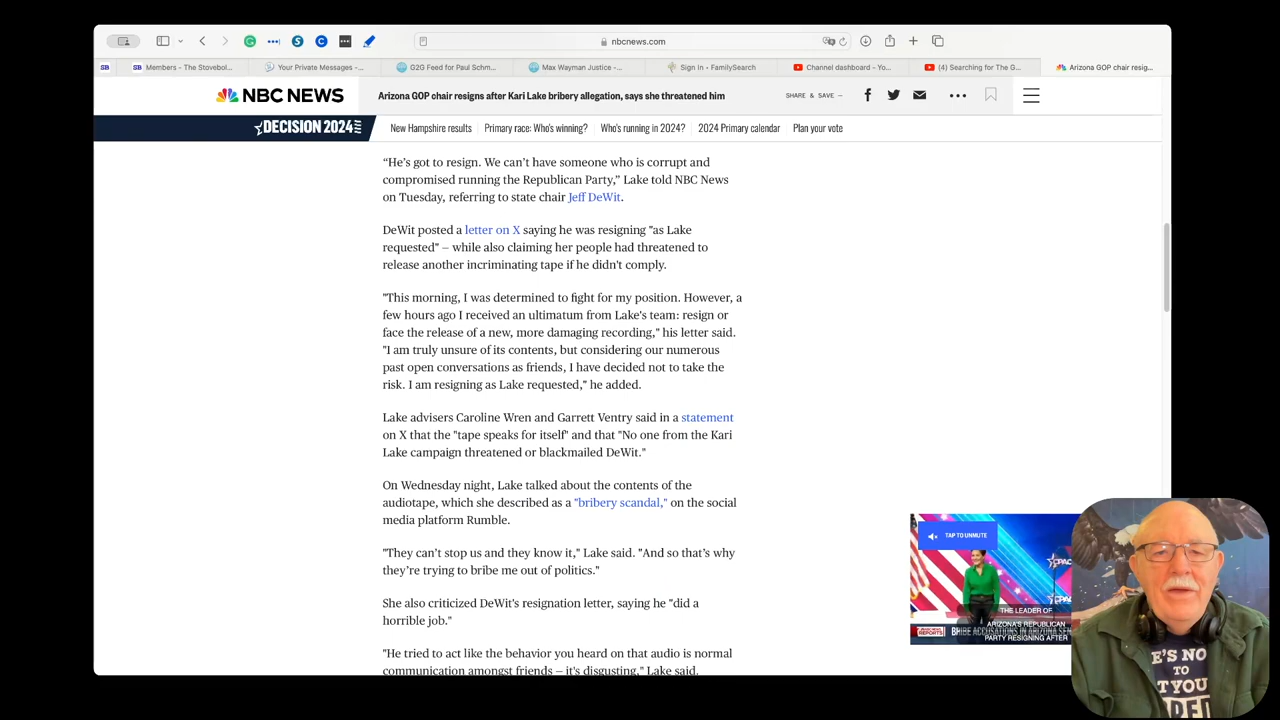 nbcnews.com
SB
SB Members - The Stovebol...
Your Private Messages -...
G2G Feed for Paul Schm...
Max Wayman Justice -...
Sign In • FamilySearch
Channel dashboard - Yo...
(4) Searching for The G...
Arizona GOP chair resig...
NBC NEWS
Arizona GOP chair resigns after Kari Lake bribery allegation, says she threatened him
SHARE & SAVE —
DECISION 2024
New Hampshire results
Primary race: Who's winning?
Who's running in 2024?
2024 Primary calendar
Plan your vote
“He’s got to resign. We can’t have someone who is corrupt and
compromised running the Republican Party,” Lake told NBC News
on Tuesday, referring to state chair Jeff DeWit.
DeWit posted a letter on X saying he was resigning "as Lake
requested" — while also claiming her people had threatened to
release another incriminating tape if he didn’t comply.
"This morning, I was determined to fight for my position. However, a
few hours ago I received an ultimatum from Lake's team: resign or
face the release of a new, more damaging recording," his letter said.
"I am truly unsure of its contents, but considering our numerous
past open conversations as friends, I have decided not to take the
risk. I am resigning as Lake requested," he added.
Lake advisers Caroline Wren and Garrett Ventry said in a statement
on X that the "tape speaks for itself" and that "No one from the Kari
Lake campaign threatened or blackmailed DeWit."
On Wednesday night, Lake talked about the contents of the
audiotape, which she described as a "bribery scandal," on the social
media platform Rumble.
"They can’t stop us and they know it," Lake said. "And so that’s why
they’re trying to bribe me out of politics."
She also criticized DeWit's resignation letter, saying he "did a
horrible job."
"He tried to act like the behavior you heard on that audio is normal
communication amongst friends — it's disgusting," Lake said.
TAP TO UNMUTE
CPAC
THE LEADER OF
ARIZONA'S REPUBLICAN
PARTY RESIGNING AFTER
REPORTS
BRIBE ACCUSATIONS IN ARIZONA SEN
E'S NO
TO